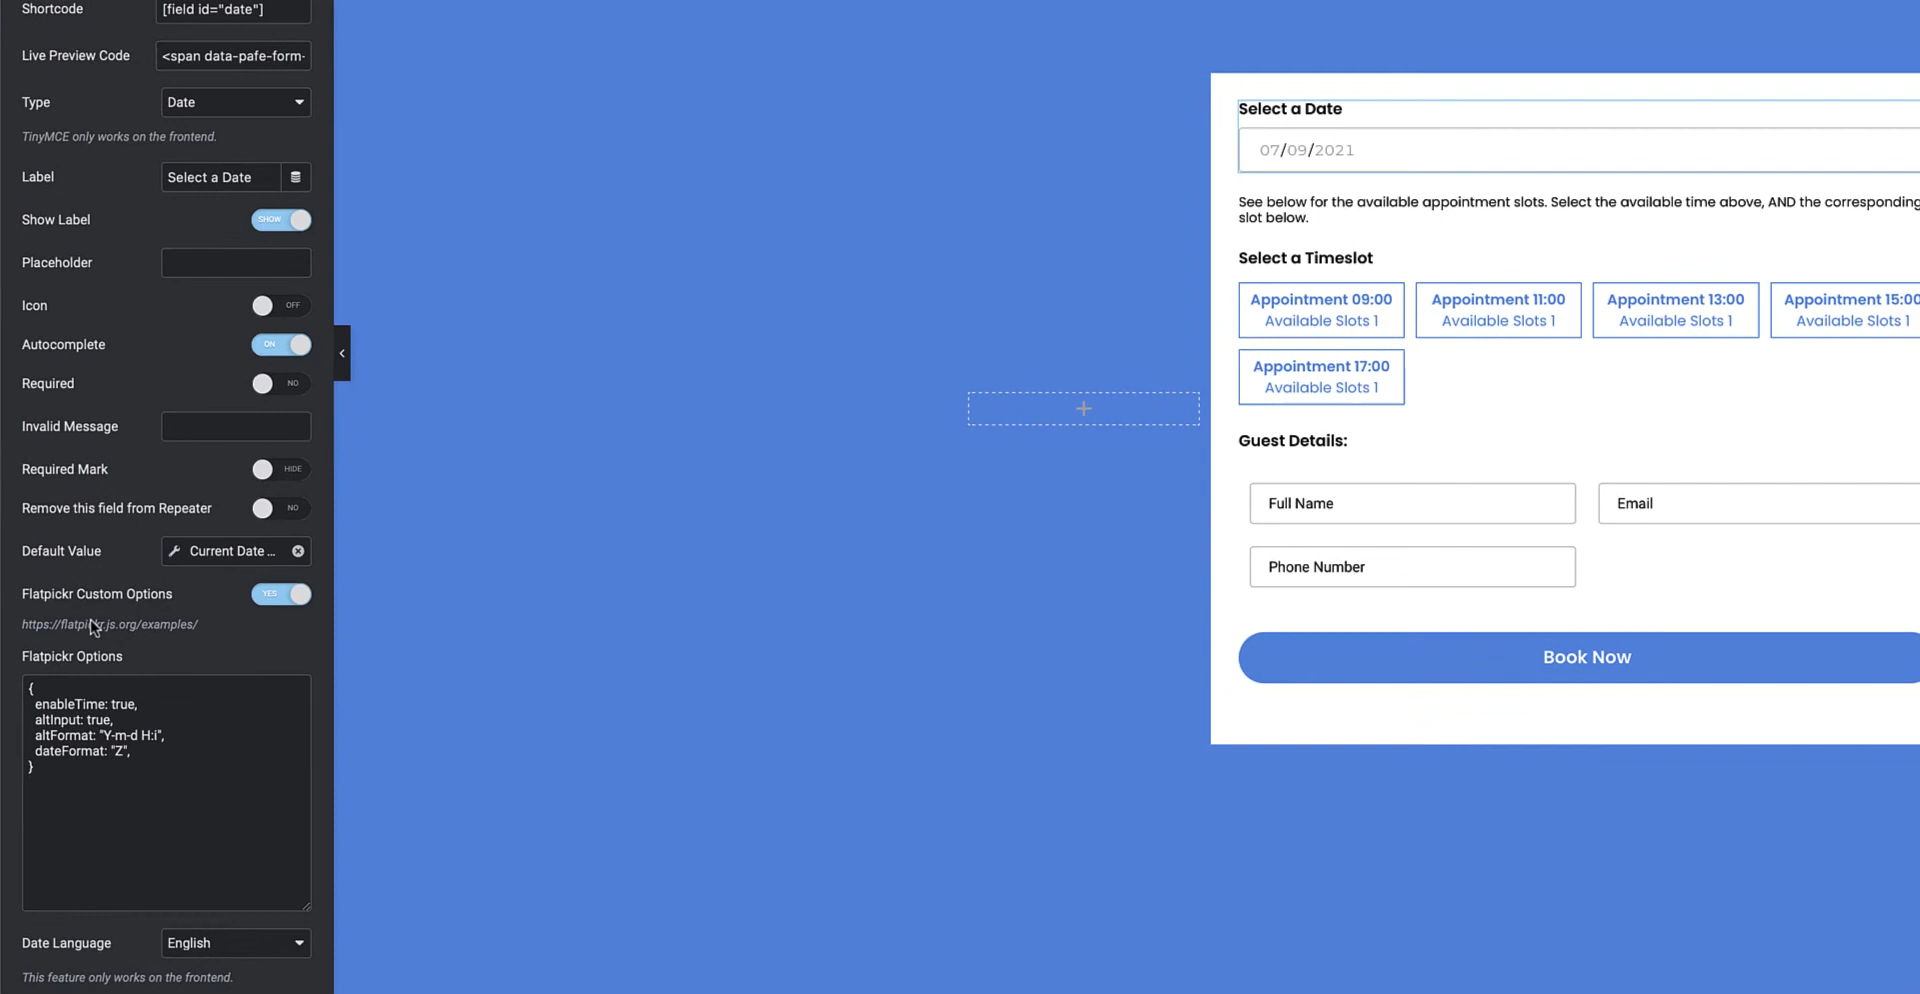 Shortcode
[field id="date"]
Live Preview Code
<span data-pafe-form-
Type
Date
TinyMCE only works on the frontend.
Label
Select a Date
Show Label
SHOW
Placeholder
Icon
OFF
Autocomplete
ON
Required
NO
Invalid Message
Required Mark
HIDE
Remove this field from Repeater
NO
Default Value
Current Date ...
Flatpickr Custom Options
YES
https://flatpickr.js.org/examples/
Flatpickr Options
{
enableTime: true,
altInput: true,
altFormat: "Y-m-d H:i",
dateFormat: "Z",
}
Date Language
English
This feature only works on the frontend.
Select a Date
07/09/2021
See below for the available appointment slots. Select the available time above, AND the corresponding
slot below.
Select a Timeslot
Appointment 09:00
Available Slots 1
Appointment 11:00
Available Slots 1
Appointment 13:00
Available Slots 1
Appointment 15:00
Available Slots 1
Appointment 17:00
Available Slots 1
Guest Details:
Full Name
Email
Phone Number
Book Now